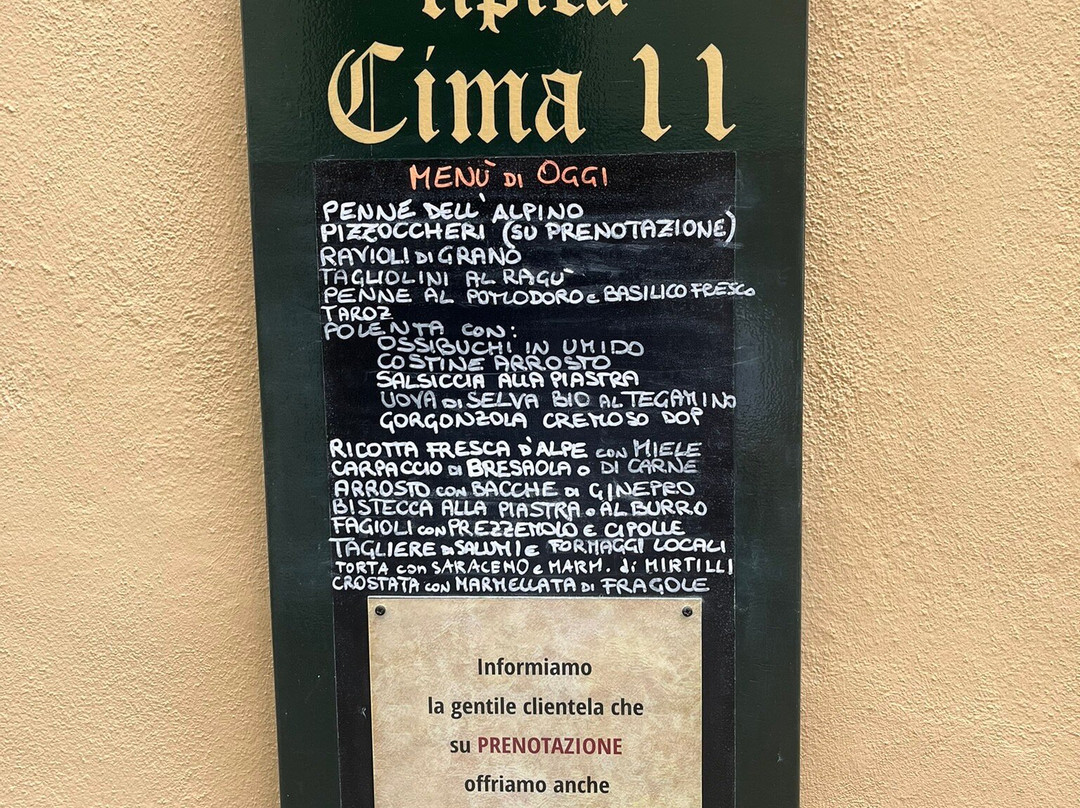 tipica
Cima 11
MENÙ DI OGGI
PENNE DELL'ALPINO
PIZZOCCHERI (SU PRENOTAZIONE)
RAVIOLI DI GRANO
TAGLIOLINI AL RAGÙ
PENNE AL POMODORO e BASILICO FRESCO
TAROZ
POLENTA CON:
OSSIBUCHI IN UMIDO
COSTINE ARROSTO
SALSICCIA ALLA PIASTRA
UOVA DI SELVA BIO AL TEGAMINO
GORGONZOLA CREMOSO DOP
RICOTTA FRESCA D'ALPE CON MIELE
CARPACCIO DI BRESAOLA O DI CARNE
ARROSTO CON BACCHE DI GINEPRO
BISTECCA ALLA PIASTRA O AL BURRO
FAGIOLI CON PREZZEMOLO E CIPOLLE
TAGLIERE DI SALUMI E FORMAGGI LOCALI
TORTA con SARACENO e MARM. di MIRTILLI
CROSTATA CON MARMELLATA DI FRAGOLE
Informiamo
la gentile clientela che
su PRENOTAZIONE
offriamo anche